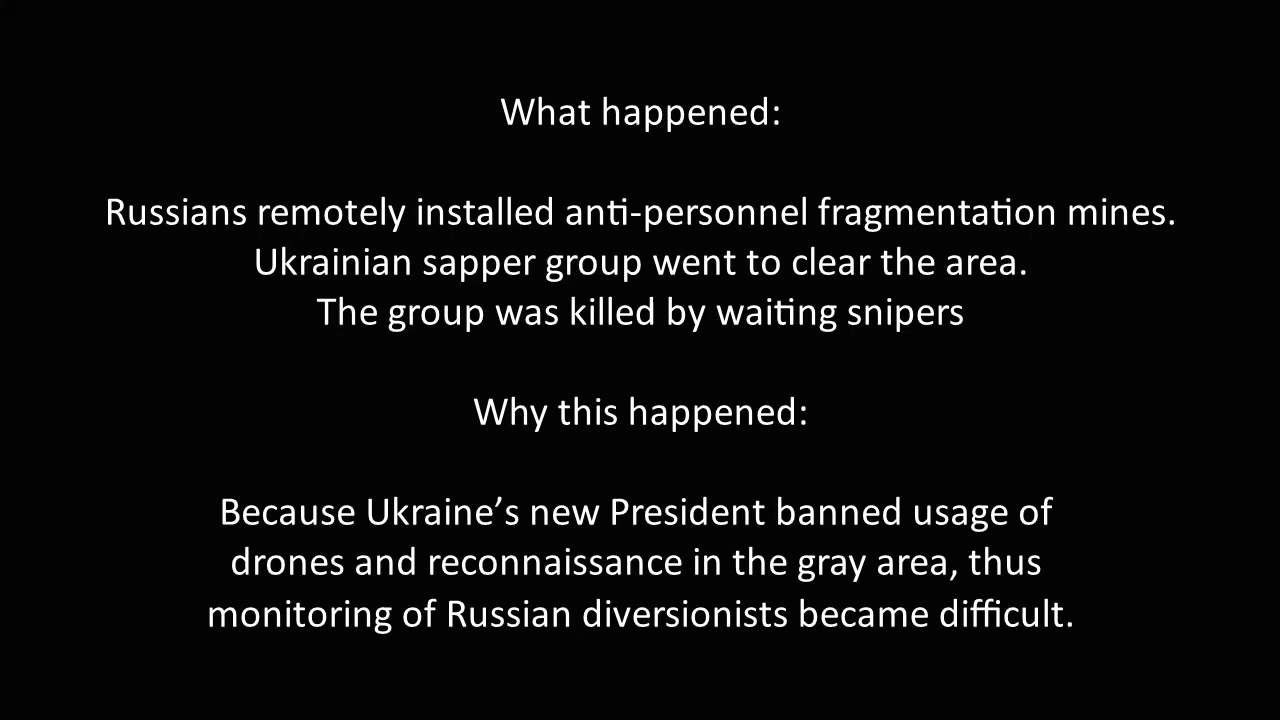 What happened:
Russians remotely installed anti-personnel fragmentation mines.
Ukrainian sapper group went to clear the area.
The group was killed by waiting snipers
Why this happened:
Because Ukraine’s new President banned usage of
drones and reconnaissance in the gray area, thus
monitoring of Russian diversionists became difficult.